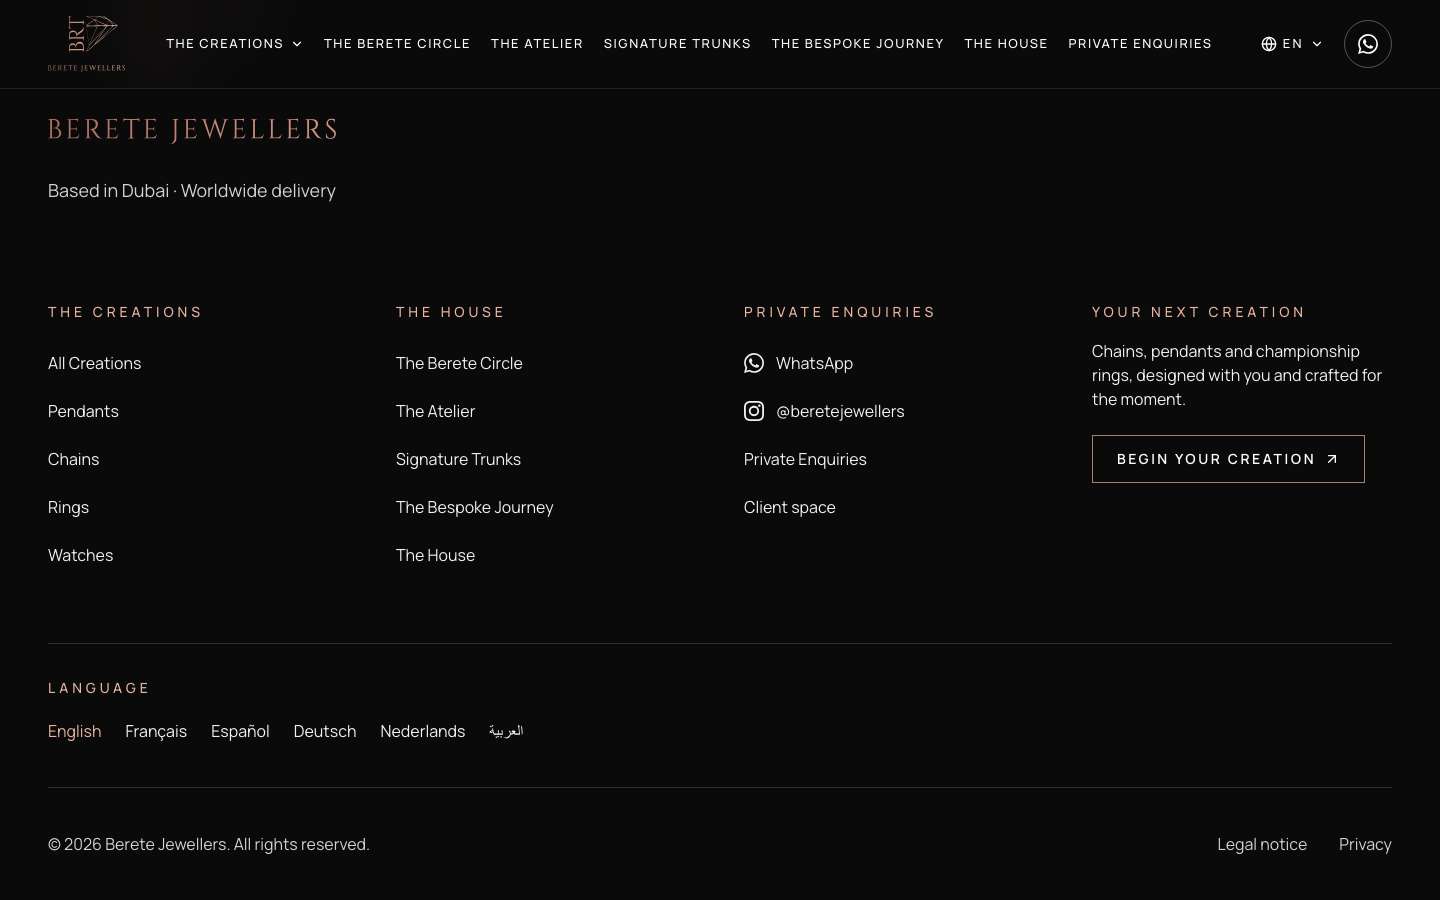 BRT
BERETE JEWELLERS
THE CREATIONS
THE BERETE CIRCLE
THE ATELIER
SIGNATURE TRUNKS
THE BESPOKE JOURNEY
THE HOUSE
PRIVATE ENQUIRIES
EN
BERETE JEWELLERS
Based in Dubai · Worldwide delivery
THE CREATIONS
All Creations
Pendants
Chains
Rings
Watches
THE HOUSE
The Berete Circle
The Atelier
Signature Trunks
The Bespoke Journey
The House
PRIVATE ENQUIRIES
WhatsApp
@beretejewellers
Private Enquiries
Client space
YOUR NEXT CREATION
Chains, pendants and championship
rings, designed with you and crafted for
the moment.
BEGIN YOUR CREATION
LANGUAGE
English
Français
Español
Deutsch
Nederlands
العربية
© 2026 Berete Jewellers. All rights reserved.
Legal notice
Privacy